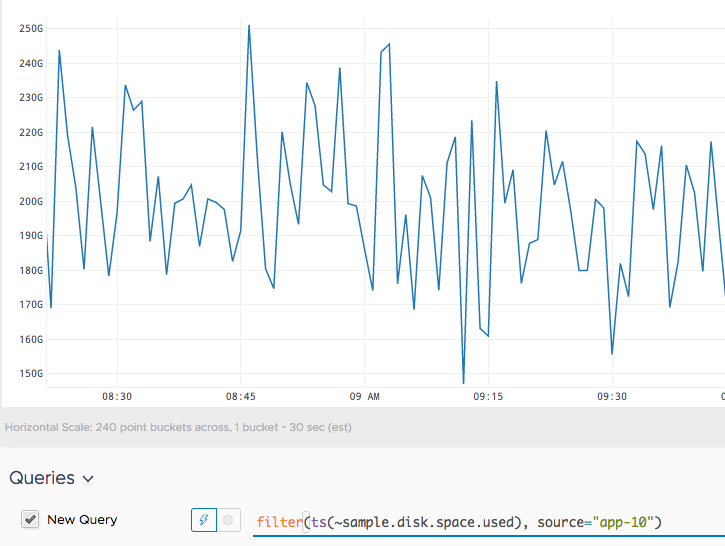 250G
240G
230G
220G
210G
200G
190G
180G
170G
160G
150G
08:30 08:45 09 AM 09:15 09:30
Horizontal Scale: 240 point buckets across, 1 bucket - 30 sec (est)
Queries
New Query filter(ts(~sample.disk.space.used), source="app-10")